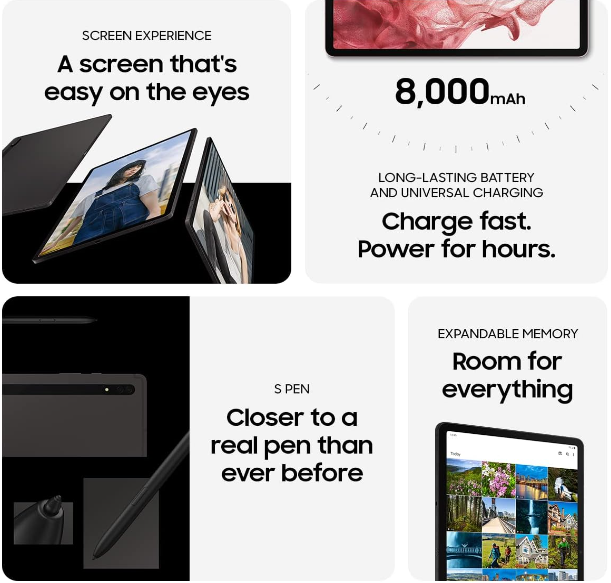 SCREEN EXPERIENCE
A screen that's
easy on the eyes
8,000mAh
LONG-LASTING BATTERY
AND UNIVERSAL CHARGING
Charge fast.
Power for hours.
S PEN
Closer to a
real pen than
ever before
EXPANDABLE MEMORY
Room for
everything
Today